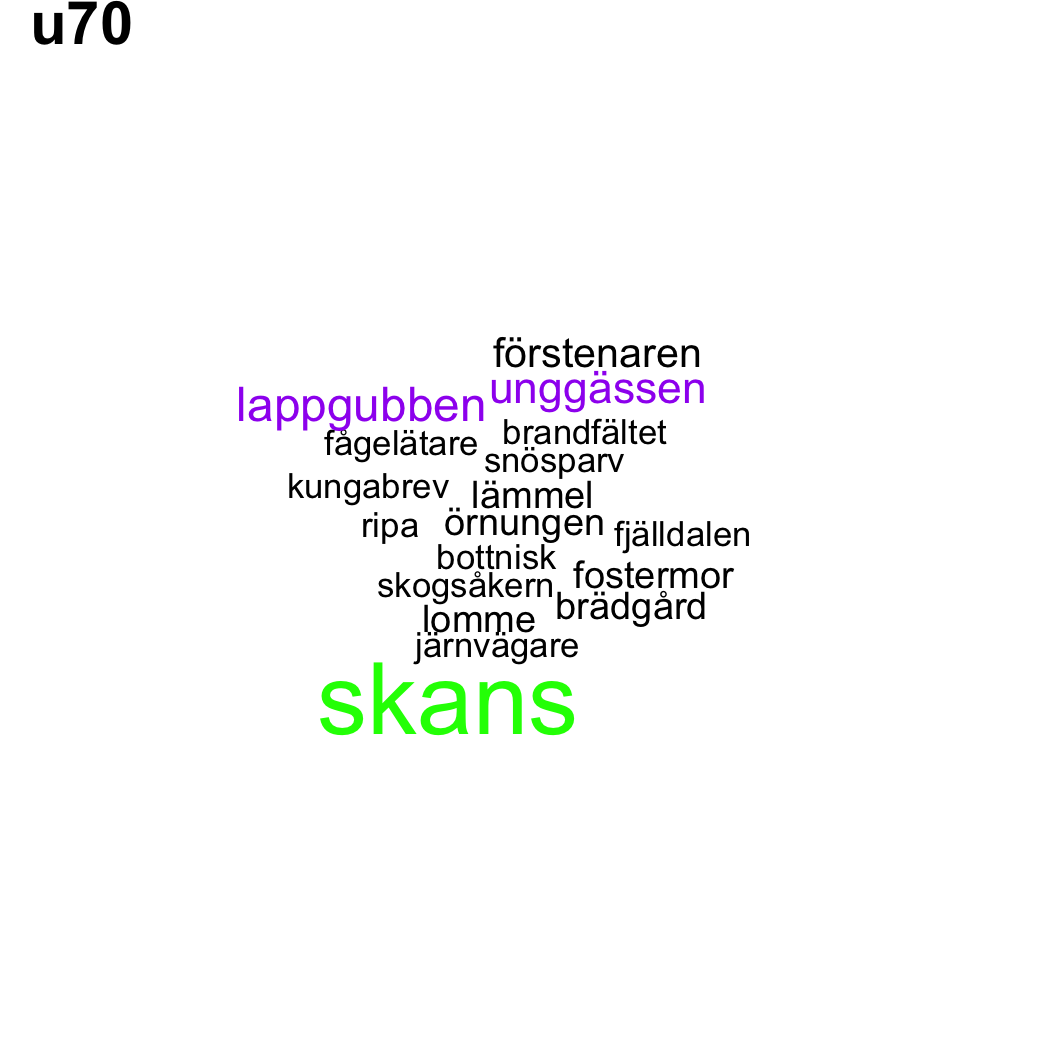 u70
förstenaren
unggässen
lappgubben
brandfältet
fågelätare
snösparv
kungabrev
lämmel
örnungen
ripa
fjälldalen
bottnisk
fostermor
skogsåkern
brädgård
lomme
järnvägare
skans